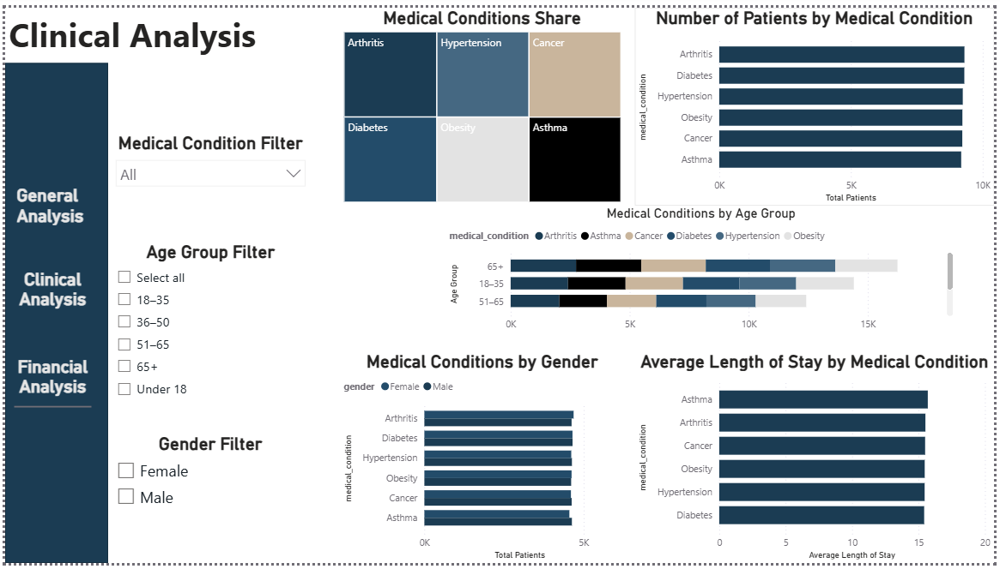 Clinical Analysis
General
Analysis
Clinical
Analysis
Financial
Analysis
Medical Condition Filter
All
Age Group Filter
Select all
18–35
36–50
51–65
65+
Under 18
Gender Filter
Female
Male
Medical Conditions Share
Arthritis
Hypertension
Cancer
Diabetes
Obesity
Asthma
Number of Patients by Medical Condition
medical_condition
Arthritis
Diabetes
Hypertension
Obesity
Cancer
Asthma
0K 5K 10K
Total Patients
Medical Conditions by Age Group
medical_condition Arthritis Asthma Cancer Diabetes Hypertension Obesity
Age Group
65+
18–35
51–65
0K 5K 10K 15K
Medical Conditions by Gender
gender Female Male
medical_condition
Arthritis
Diabetes
Hypertension
Obesity
Cancer
Asthma
0K 5K
Total Patients
Average Length of Stay by Medical Condition
medical_condition
Asthma
Arthritis
Cancer
Obesity
Hypertension
Diabetes
0 5 10 15 20
Average Length of Stay